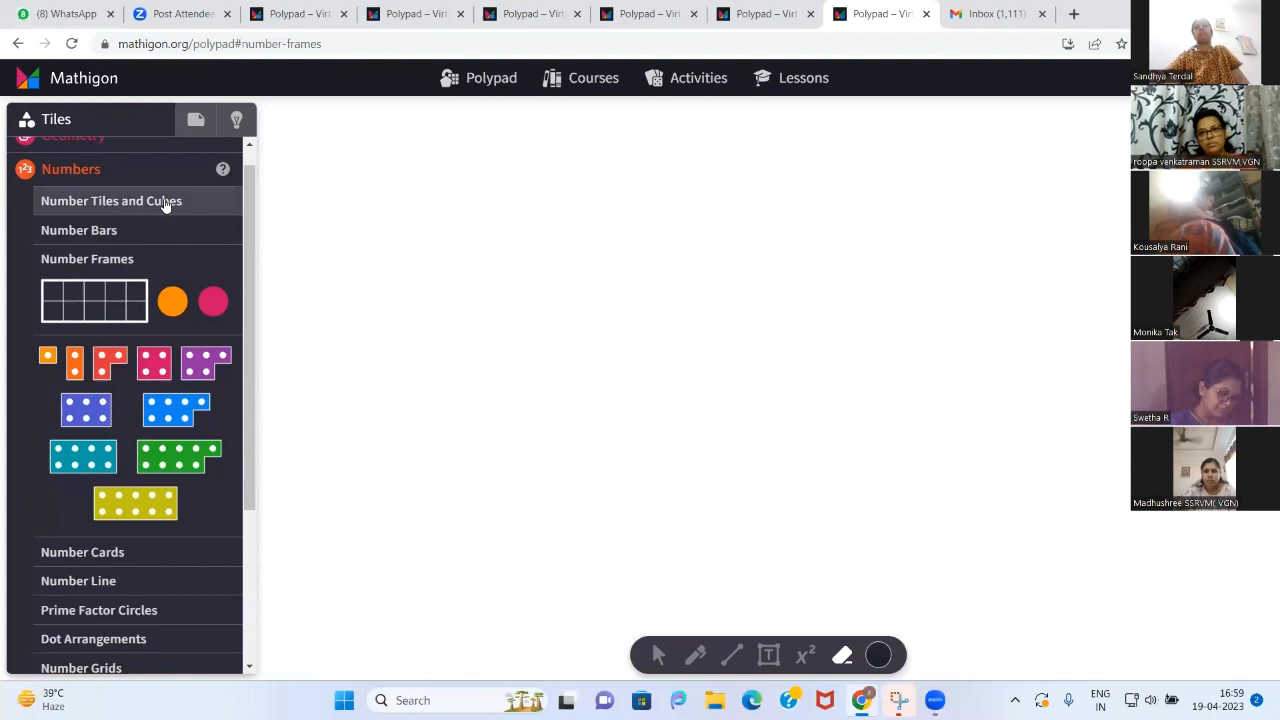 (8) WhatsApp
Post Attende
Polypad – Vir
Polypad – Vir
Polypad – Vir
Polypad – Vir
Polypad – Vir
Polypad – Vir
Inbox (1,111)
mathigon.org/polypad#number-frames
Mathigon
Polypad
Courses
Activities
Lessons
Tiles
Geometry
Numbers
Number Tiles and Cubes
Number Bars
Number Frames
Number Cards
Number Line
Prime Factor Circles
Dot Arrangements
Number Grids
Sandhya Terdal
roopa venkatraman SSRVM,VGN
Kousalya Rani
Monika Tak
Swetha R
Madhushree SSRVM( VGN)
39°C
Haze
Search
ENG
IN
16:59
19-04-2023
2